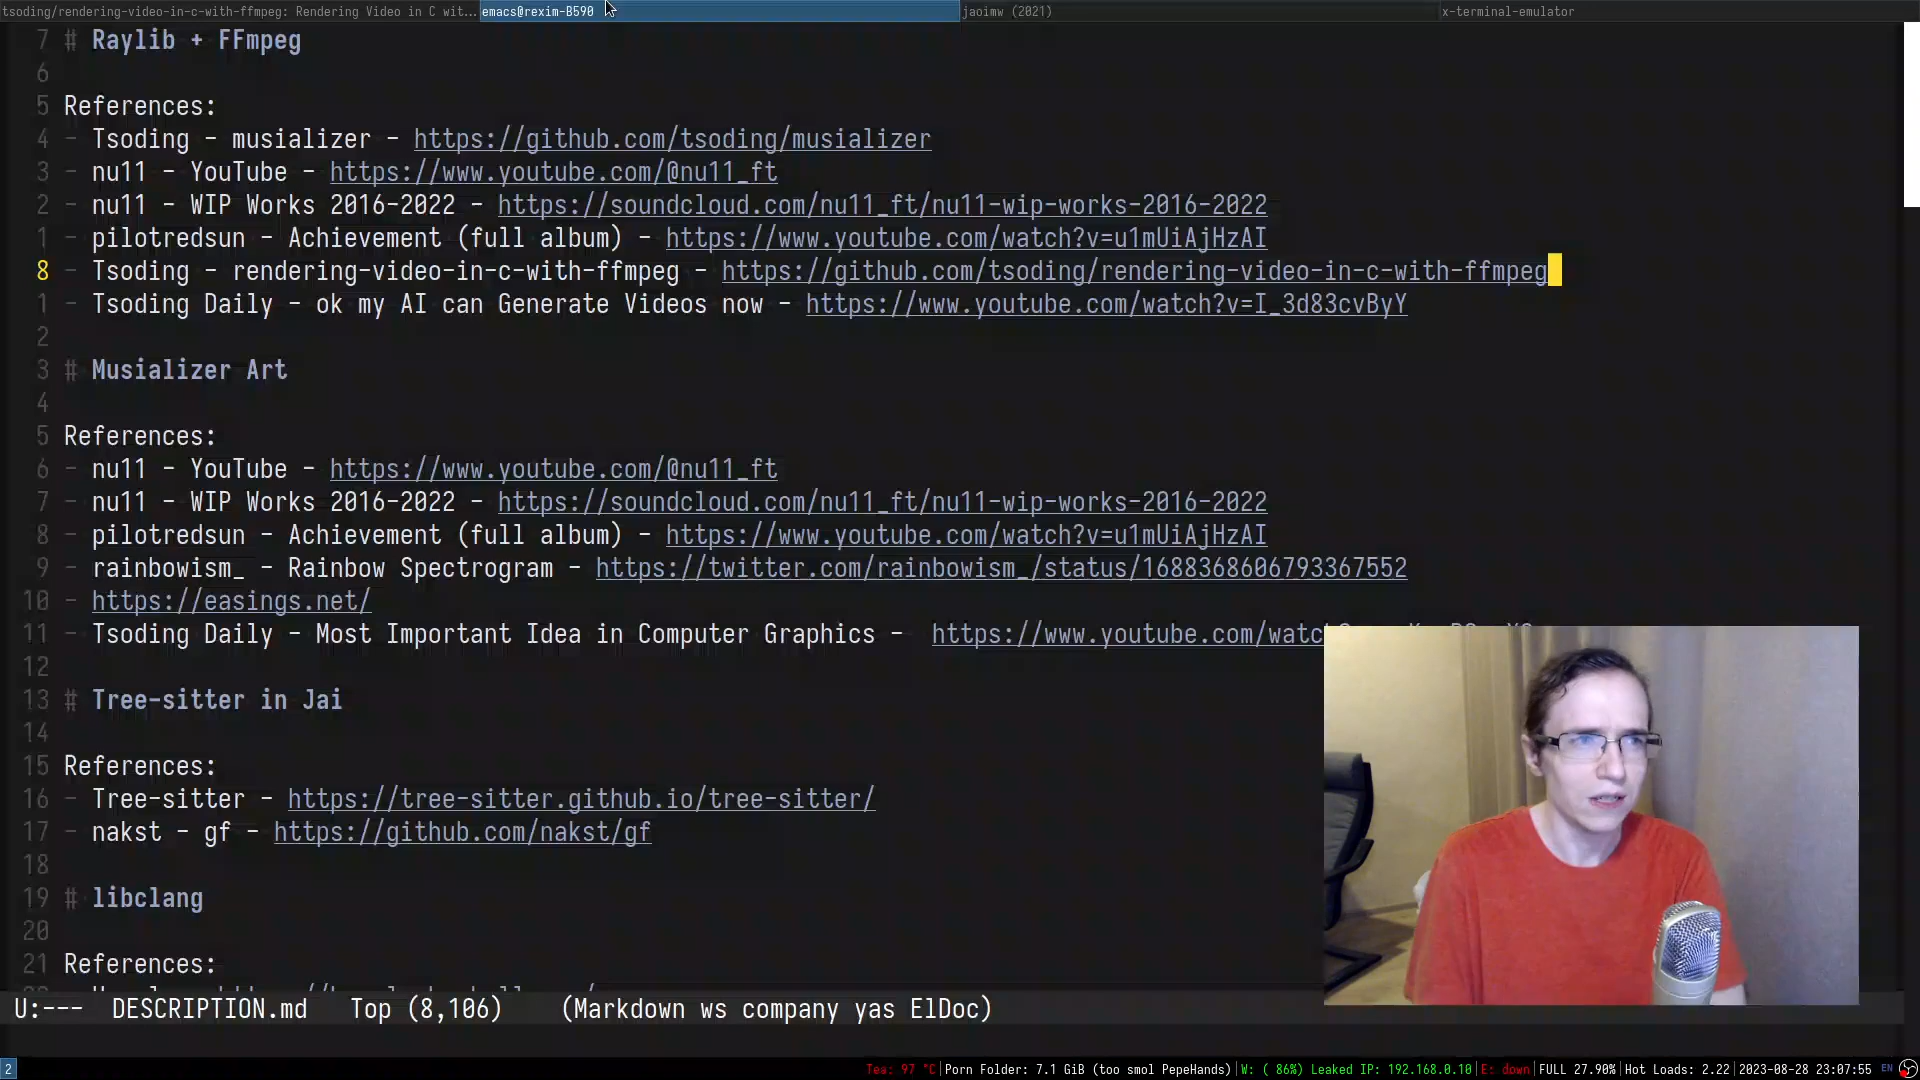 tsoding/rendering-video-in-c-with-ffmpeg: Rendering Video in C wit... emacs@rexim-B590 jaoimw (2021) x-terminal-emulator
7 # Raylib + FFmpeg
6
5 References:
4 - Tsoding - musializer - https://github.com/tsoding/musializer
3 - nu11 - YouTube - https://www.youtube.com/@nu11_ft
2 - nu11 - WIP Works 2016-2022 - https://soundcloud.com/nu11_ft/nu11-wip-works-2016-2022
1 - pilotredsun - Achievement (full album) - https://www.youtube.com/watch?v=u1mUiAjHzAI
8 - Tsoding - rendering-video-in-c-with-ffmpeg - https://github.com/tsoding/rendering-video-in-c-with-ffmpeg
1 - Tsoding Daily - ok my AI can Generate Videos now - https://www.youtube.com/watch?v=I_3d83cvByY
2
3 # Musializer Art
4
5 References:
6 - nu11 - YouTube - https://www.youtube.com/@nu11_ft
7 - nu11 - WIP Works 2016-2022 - https://soundcloud.com/nu11_ft/nu11-wip-works-2016-2022
8 - pilotredsun - Achievement (full album) - https://www.youtube.com/watch?v=u1mUiAjHzAI
9 - rainbowism_ - Rainbow Spectrogram - https://twitter.com/rainbowism_/status/1688368606793367552
10 - https://easings.net/
11 - Tsoding Daily - Most Important Idea in Computer Graphics - https://www.youtube.com/watc
12
13 # Tree-sitter in Jai
14
15 References:
16 - Tree-sitter - https://tree-sitter.github.io/tree-sitter/
17 - nakst - gf - https://github.com/nakst/gf
18
19 # libclang
20
21 References:
U:--- DESCRIPTION.md Top (8,106) (Markdown ws company yas ElDoc)
2 Tea: 97 °C|Porn Folder: 7.1 GiB (too smol PepeHands)|W: ( 86%) Leaked IP: 192.168.0.10|E: down|FULL 27.90%|Hot Loads: 2.22|2023-08-28 23:07:55 EN